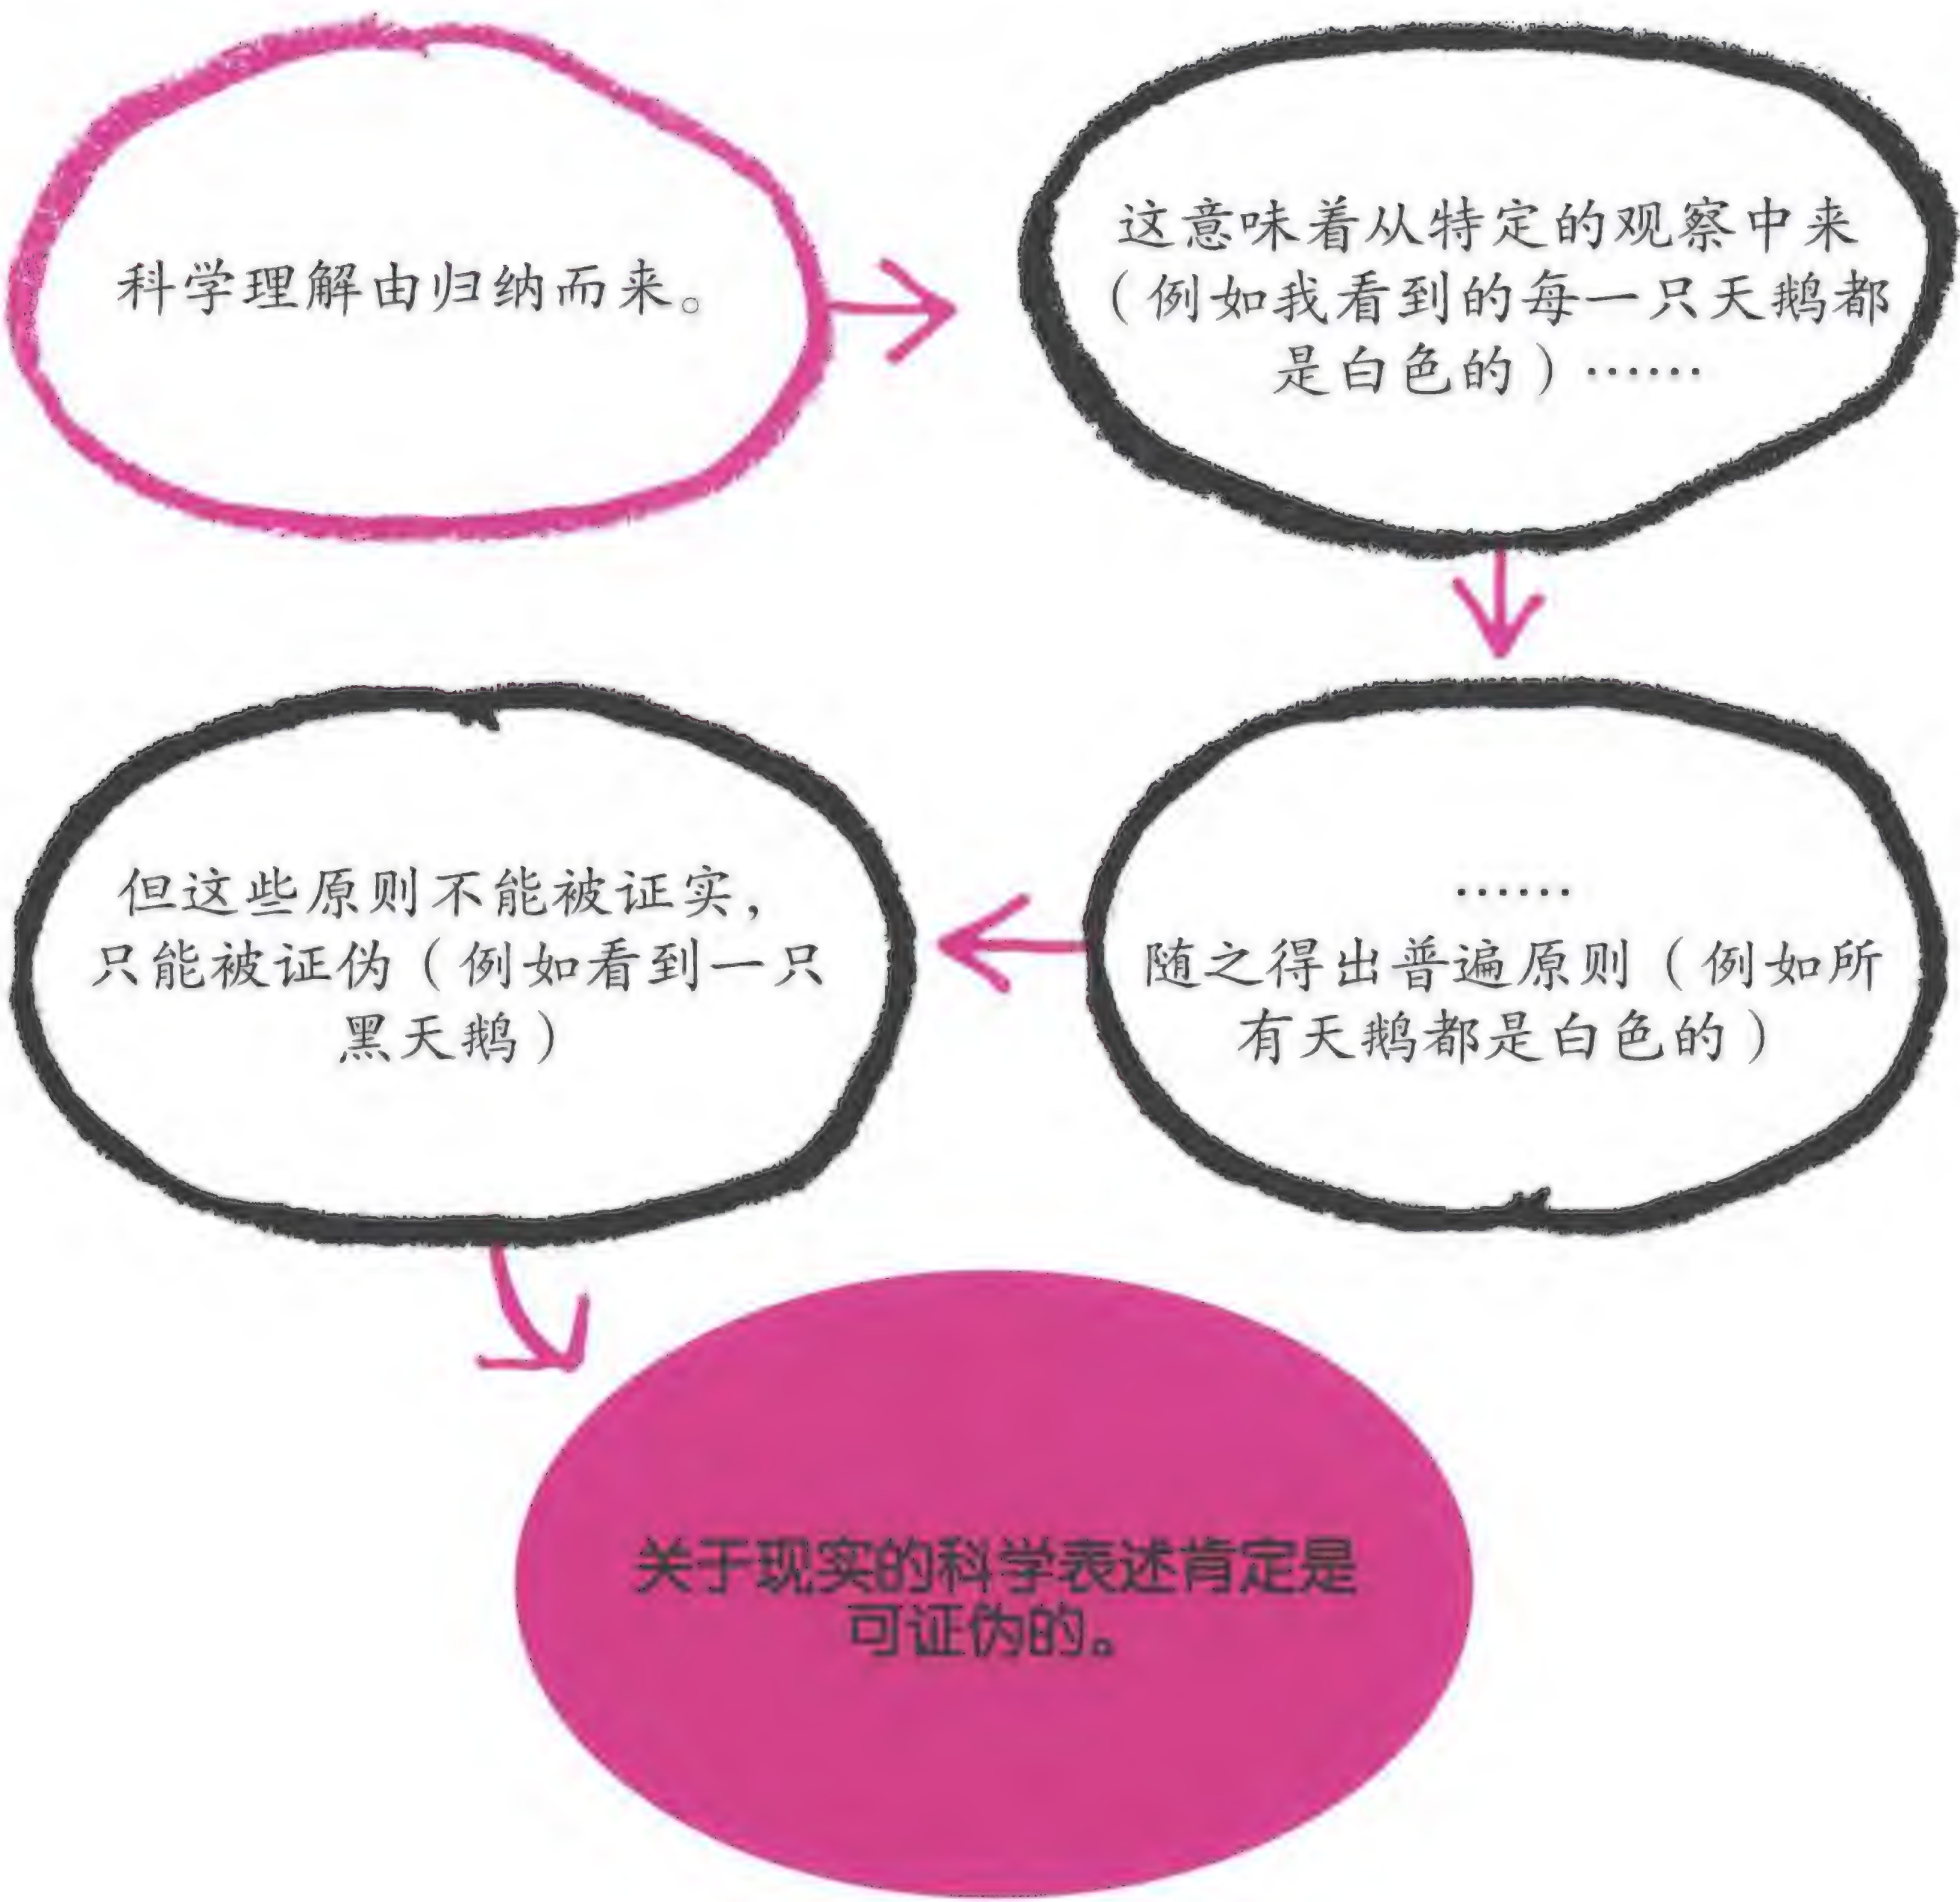 科学理解由归纳而来。
这意味着从特定的观察中来
（例如我看到的每一只天鹅都
是白色的）……
……
随之得出普遍原则（例如所
有天鹅都是白色的）
但这些原则不能被证实，
只能被证伪（例如看到一只
黑天鹅）
关于现实的科学表述肯定是
可证伪的。